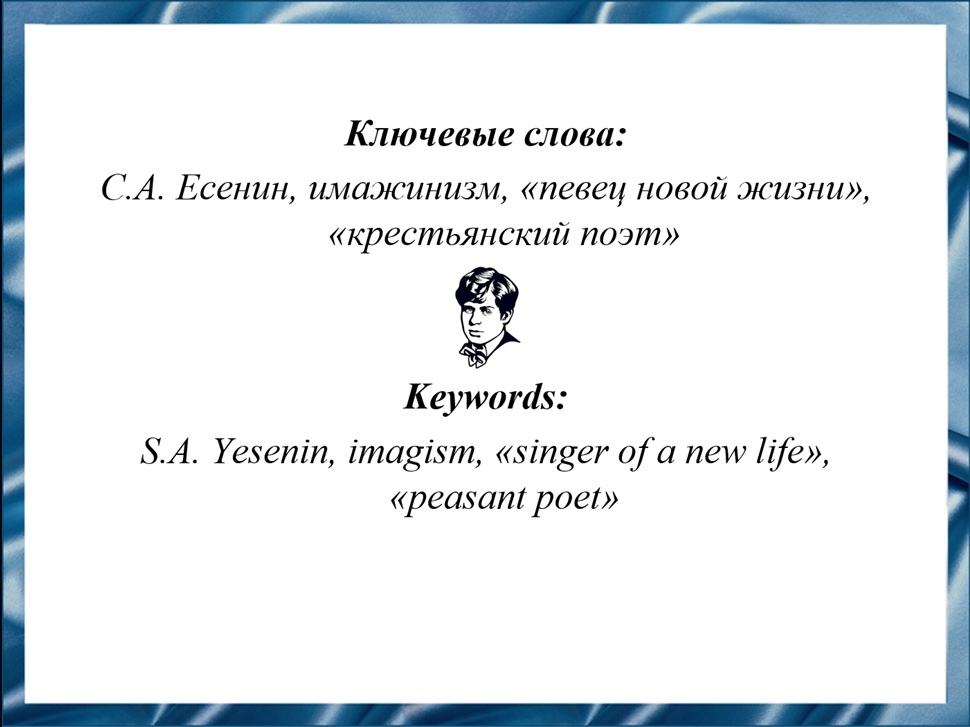 Ключевые слова:
С.А. Есенин, имажинизм, «певец новой жизни»,
«крестьянский поэт»
Keywords:
S.A. Yesenin, imagism, «singer of a new life»,
«peasant poet»